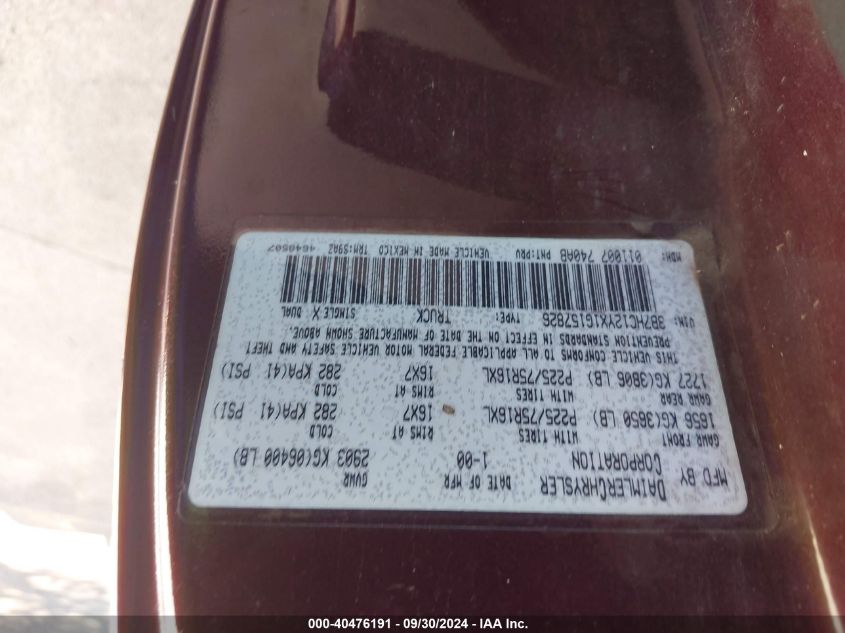 MFD BY DAIMLERCHRYSLER CORPORATION DATE OF MFR 1-00 GVWR 2903 KG(06400 LB)
GAWR FRONT WITH TIRES RIMS AT COLD
1656 KG(3650 LB) P225/75R16XL 16X7 282 KPA(41 PSI)
GAWR REAR WITH TIRES RIMS AT COLD
1727 KG(3806 LB) P225/75R16XL 16X7 282 KPA(41 PSI)
THIS VEHICLE CONFORMS TO ALL APPLICABLE FEDERAL MOTOR VEHICLE SAFETY AND THEFT
PREVENTION STANDARDS IN EFFECT ON THE DATE OF MANUFACTURE SHOWN ABOVE.
VIN: 3B7HC12YXYG157826 TYPE: TRUCK SINGLE X DUAL
MDH: 011007 740AB PNT:PRV VEHICLE MADE IN MEXICO TRM:S9AZ 4648507
000-40476191 - 09/30/2024 - IAA Inc.